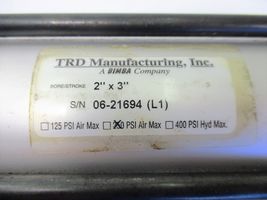 TRD Manufacturing, Inc.
A BIMBA Company
BORE/STROKE 2" x 3"
S/N 06-21694 (L1)
125 PSI Air Max 250 PSI Air Max 400 PSI Hyd Max.